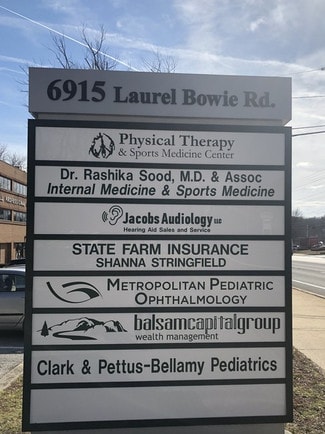 6915 Laurel Bowie Rd.
Physical Therapy
& Sports Medicine Center
Dr. Rashika Sood, M.D. & Assoc
Internal Medicine & Sports Medicine
Jacobs Audiology LLC
Hearing Aid Sales and Service
STATE FARM INSURANCE
SHANNA STRINGFIELD
METROPOLITAN PEDIATRIC
OPHTHALMOLOGY
balsamcapitalgroup
wealth management
Clark & Pettus-Bellamy Pediatrics